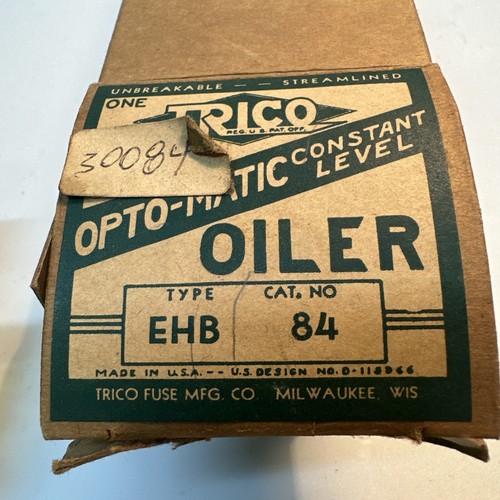 UNBREAKABLE — — STREAMLINED
ONE TRICO
REG. U.S. PAT. OFF.
30084
OPTO-MATIC CONSTANT
LEVEL
OILER
TYPE CAT. NO
EHB 84
MADE IN U.S.A. -- U.S. DESIGN NO. D-118966
TRICO FUSE MFG. CO. MILWAUKEE, WIS